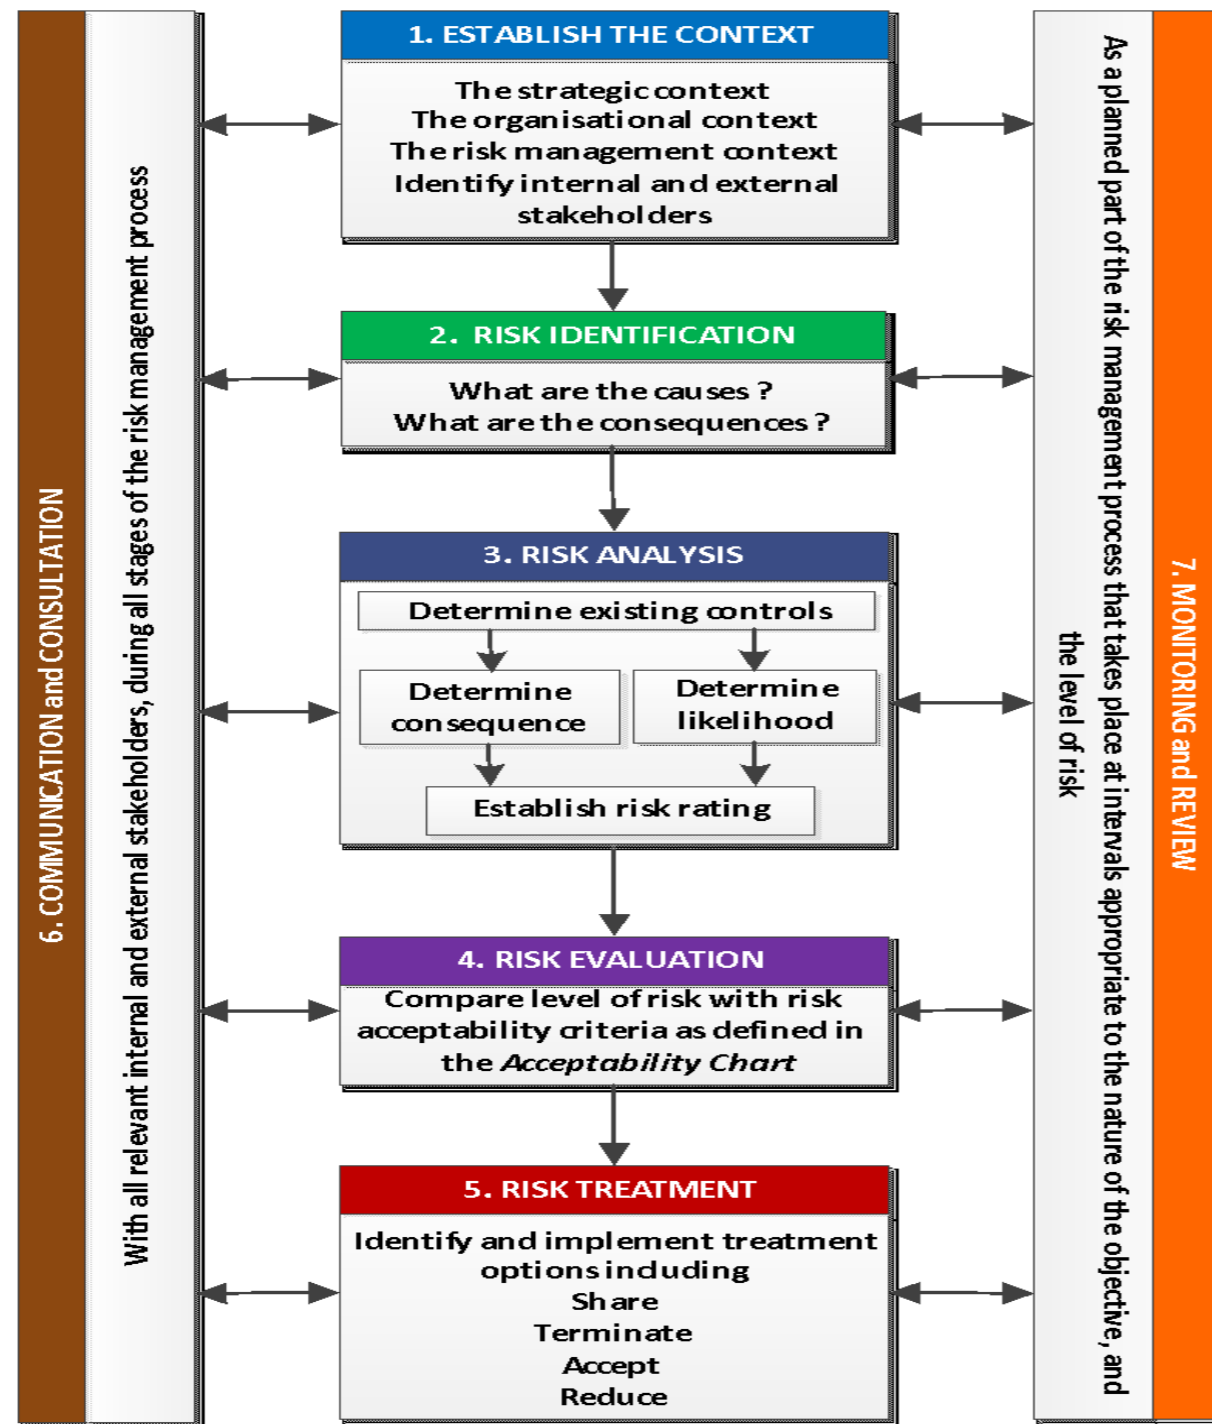 1. ESTABLISH THE CONTEXT
The strategic context
The organisational context
The risk management context
Identify internal and external
stakeholders
2. RISK IDENTIFICATION
What are the causes ?
What are the consequences ?
3. RISK ANALYSIS
Determine existing controls
Determine
consequence
Determine
likelihood
Establish risk rating
4. RISK EVALUATION
Compare level of risk with risk
acceptability criteria as defined in
the Acceptability Chart
5. RISK TREATMENT
Identify and implement treatment
options including
Share
Terminate
Accept
Reduce
6. COMMUNICATION and CONSULTATION
With all relevant internal and external stakeholders, during all stages of the risk management process
7. MONITORING and REVIEW
As a planned part of the risk management process that takes place at intervals appropriate to the nature of the objective, and
the level of risk